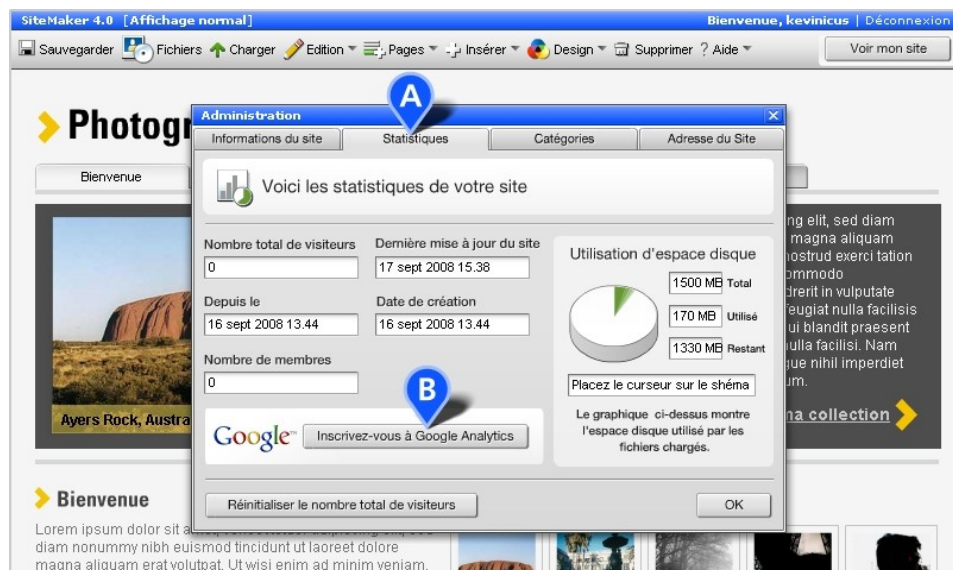 SiteMaker 4.0 [Affichage normal] Bienvenue, kevinicus | Déconnexion
Sauvegarder Fichiers Charger Edition Pages Insérer Design Supprimer ? Aide Voir mon site
A
Photogr
Administration
Informations du site Statistiques Catégories Adresse du Site
Bienvenue
Voici les statistiques de votre site
Nombre total de visiteurs
0
Dernière mise à jour du site
17 sept 2008 15.38
Depuis le
16 sept 2008 13.44
Date de création
16 sept 2008 13.44
Nombre de membres
0
Utilisation d'espace disque
1500 MB Total
170 MB Utilisé
1330 MB Restant
Placez le curseur sur le shéma
Le graphique ci-dessus montre
l'espace disque utilisé par les
fichiers chargés.
B
Google™ Inscrivez-vous à Google Analytics
Réinitialiser le nombre total de visiteurs OK
ng elit, sed diam
magna aliquam
nostrud exerci tation
ommodo
drerit in vulputate
feugiat nulla facilisis
ui blandit praesent
ulla facilisi. Nam
gue nihil imperdiet
um.
Ayers Rock, Austra
na collection
Bienvenue
Lorem ipsum dolor sit a
diam nonummy nibh euismod tincidunt ut laoreet dolore
magna aliquam erat volutpat. Ut wisi enim ad minim veniam,